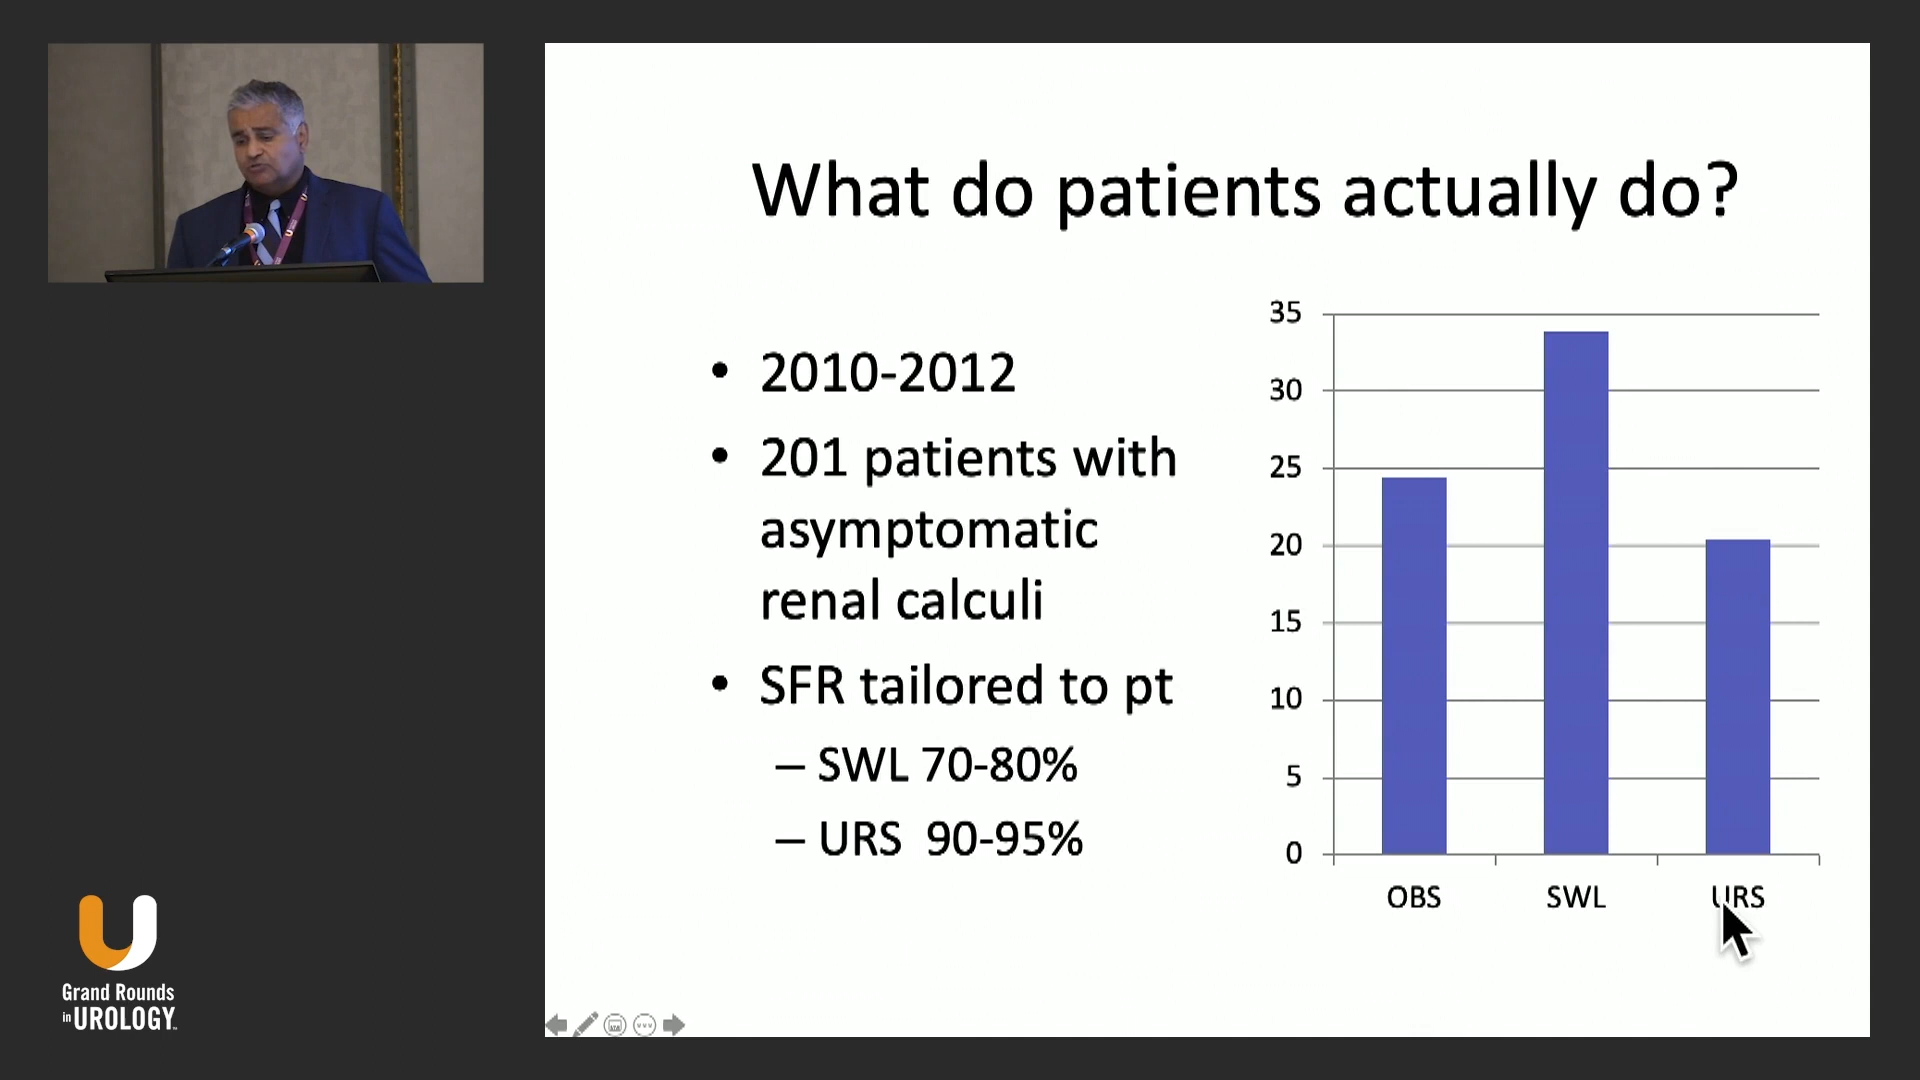 What do patients actually do?
• 2010-2012
• 201 patients with
asymptomatic
renal calculi
• SFR tailored to pt
– SWL 70-80%
– URS 90-95%
35
30
25
20
15
10
5
0
OBS SWL URS
Grand Rounds
in UROLOGY™